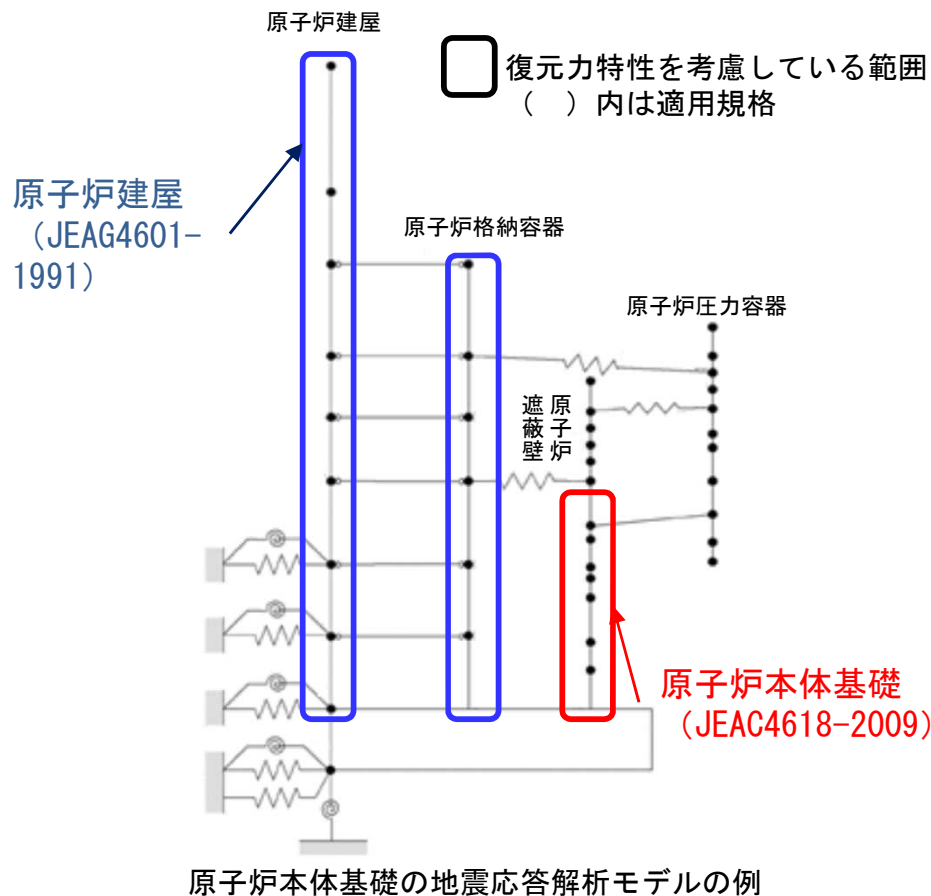 原子炉建屋
復元力特性を考慮している範囲
（　）内は適用規格
原子炉建屋
（JEAG4601-
1991）
原子炉格納容器
原子炉圧力容器
原子炉
遮蔽壁
原子炉本体基礎
（JEAC4618-2009）
原子炉本体基礎の地震応答解析モデルの例